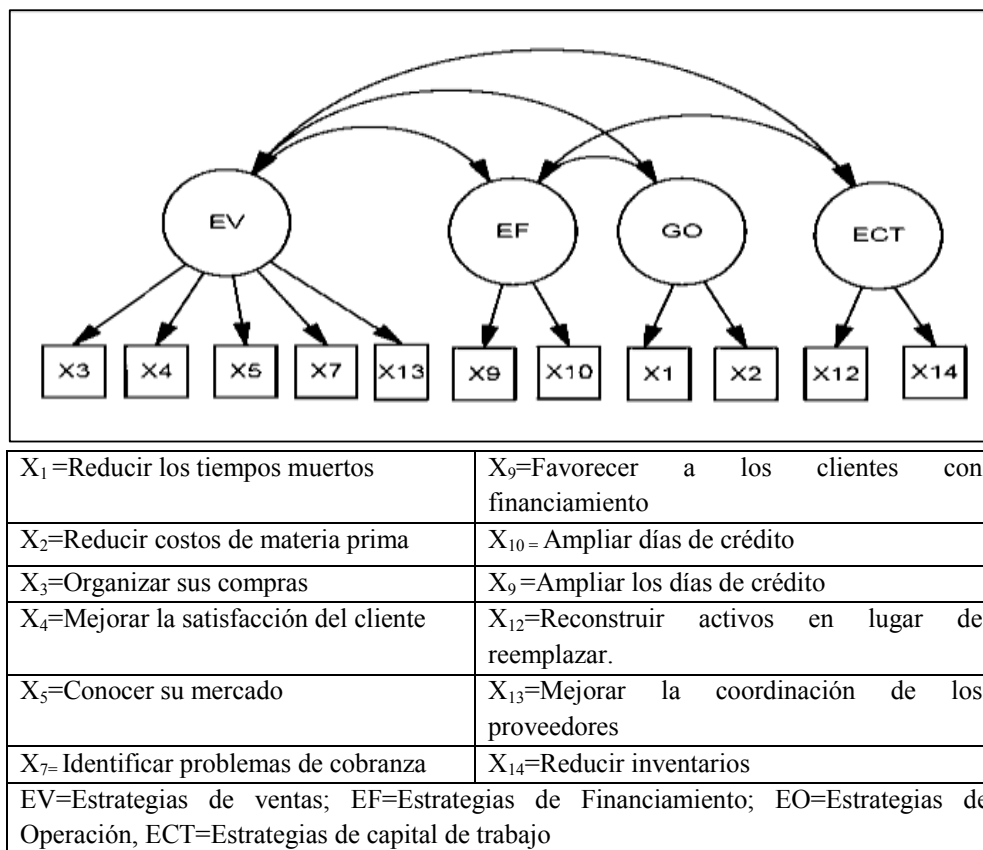 EV
EF
GO
ECT
X3
X4
X5
X7
X13
X9
X10
X1
X2
X12
X14
X₁=Reducir los tiempos muertos
X₉=Favorecer a los clientes con
financiamiento
X₂=Reducir costos de materia prima
X₁₀ = Ampliar días de crédito
X₃=Organizar sus compras
X₉=Ampliar los días de crédito
X₄=Mejorar la satisfacción del cliente
X₁₂=Reconstruir activos en lugar de
reemplazar.
X₅=Conocer su mercado
X₁₃=Mejorar la coordinación de los
proveedores
X₇= Identificar problemas de cobranza
X₁₄=Reducir inventarios
EV=Estrategias de ventas; EF=Estrategias de Financiamiento; EO=Estrategias de
Operación, ECT=Estrategias de capital de trabajo